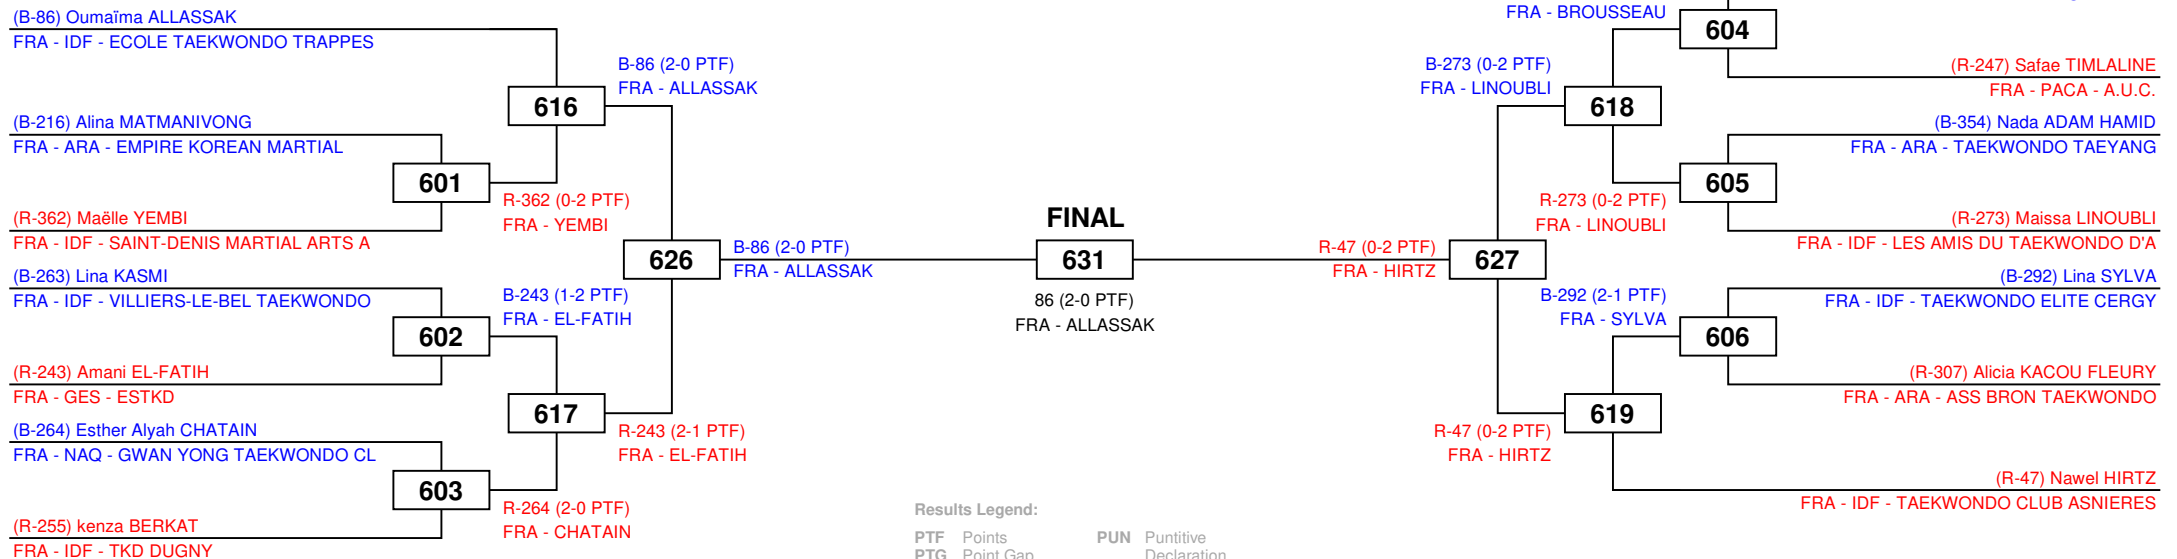 (B-86) Oumaïma ALLASSAK
FRA - IDF - ECOLE TAEKWONDO TRAPPES
616
B-86 (2-0 PTF)
FRA - ALLASSAK
(B-216) Alina MATMANIVONG
FRA - ARA - EMPIRE KOREAN MARTIAL
601
(R-362) Maëlle YEMBI
FRA - IDF - SAINT-DENIS MARTIAL ARTS A
R-362 (0-2 PTF)
FRA - YEMBI
626
B-86 (2-0 PTF)
FRA - ALLASSAK
(B-263) Lina KASMI
FRA - IDF - VILLIERS-LE-BEL TAEKWONDO
602
B-243 (1-2 PTF)
FRA - EL-FATIH
(R-243) Amani EL-FATIH
FRA - GES - ESTKD
617
R-243 (2-1 PTF)
FRA - EL-FATIH
(B-264) Esther Alyah CHATAIN
FRA - NAQ - GWAN YONG TAEKWONDO CL
603
R-264 (2-0 PTF)
FRA - CHATAIN
(R-255) kenza BERKAT
FRA - IDF - TKD DUGNY
FINAL
631
86 (2-0 PTF)
FRA - ALLASSAK
Results Legend:
PTF Points
PUN Puntitive
PTG Point Gap
Declaration
FRA - BROUSSEAU
604
(R-247) Safae TIMLALINE
FRA - PACA - A.U.C.
B-273 (0-2 PTF)
FRA - LINOUBLI
618
(B-354) Nada ADAM HAMID
FRA - ARA - TAEKWONDO TAEYANG
605
R-273 (0-2 PTF)
FRA - LINOUBLI
(R-273) Maissa LINOUBLI
FRA - IDF - LES AMIS DU TAEKWONDO D'A
R-47 (0-2 PTF)
FRA - HIRTZ
627
(B-292) Lina SYLVA
FRA - IDF - TAEKWONDO ELITE CERGY
B-292 (2-1 PTF)
FRA - SYLVA
606
(R-307) Alicia KACOU FLEURY
FRA - ARA - ASS BRON TAEKWONDO
619
R-47 (0-2 PTF)
FRA - HIRTZ
(R-47) Nawel HIRTZ
FRA - IDF - TAEKWONDO CLUB ASNIERES